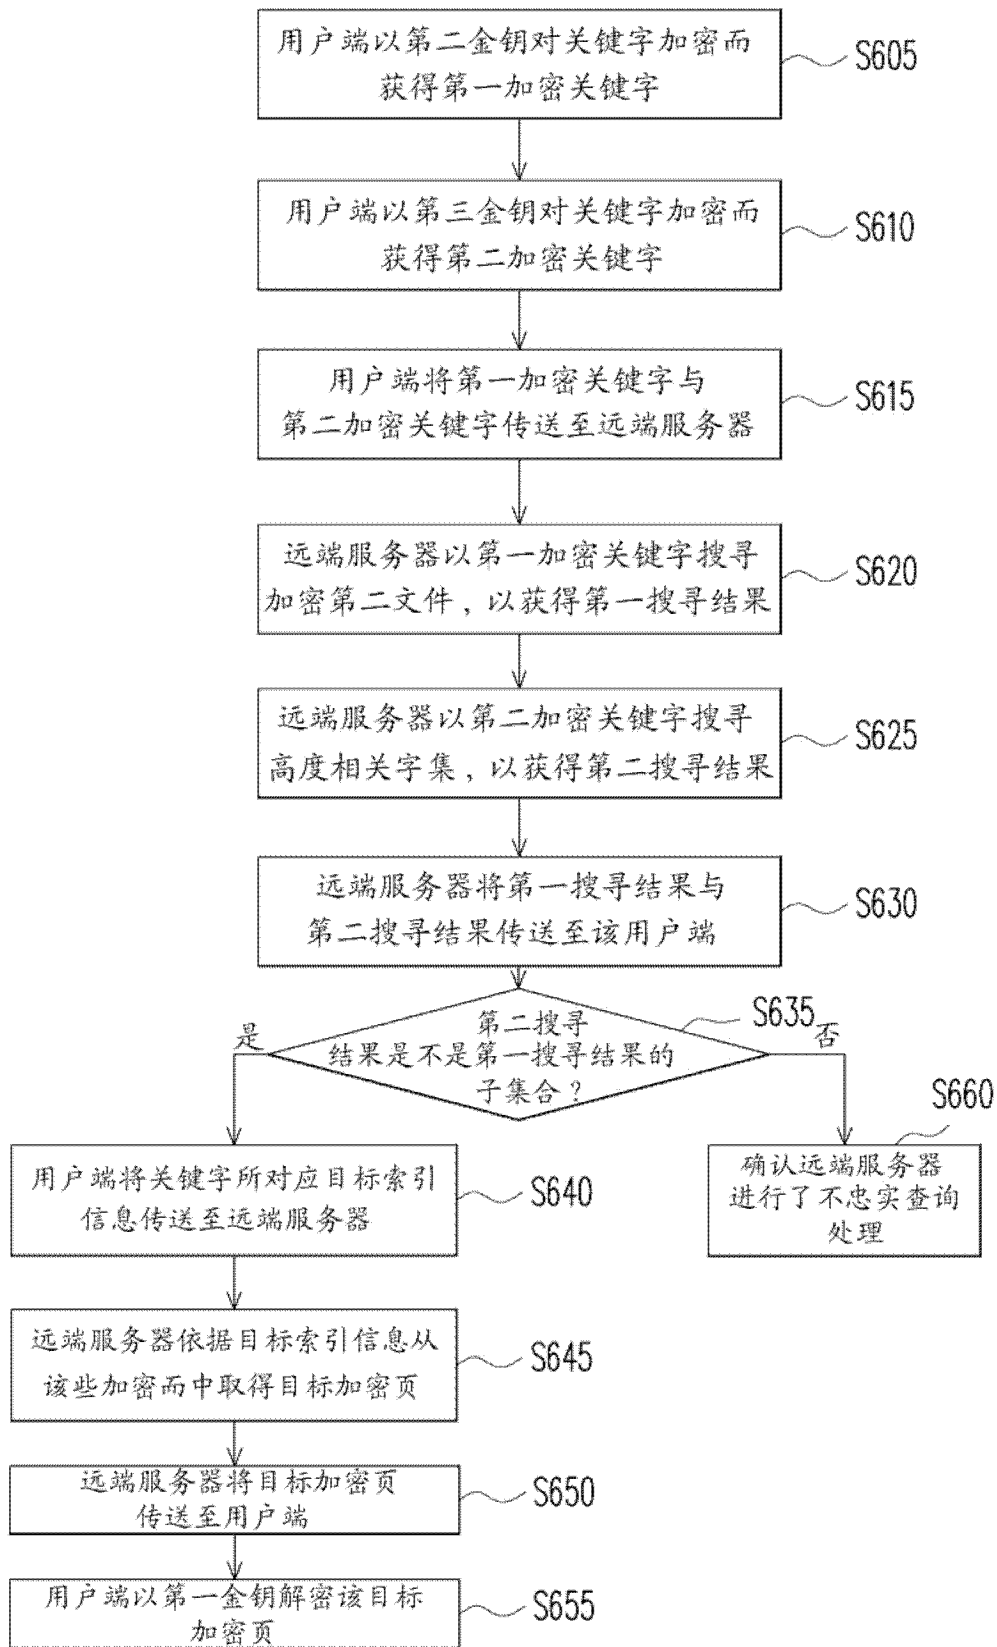 用户端以第二金钥对关键字加密而
获得第一加密关键字
S605
用户端以第三金钥对关键字加密而
获得第二加密关键字
S610
用户端将第一加密关键字与
第二加密关键字传送至远端服务器
S615
远端服务器以第一加密关键字搜寻
加密第二文件，以获得第一搜寻结果
S620
远端服务器以第二加密关键字搜寻
高度相关字集，以获得第二搜寻结果
S625
远端服务器将第一搜寻结果与
第二搜寻结果传送至该用户端
S630
第二搜寻
结果是不是第一搜寻结果的
子集合？
S635
是
否
S660
确认远端服务器
进行了不忠实查询
处理
用户端将关键字所对应目标索引
信息传送至远端服务器
S640
远端服务器依据目标索引信息从
该些加密而中取得目标加密页
S645
远端服务器将目标加密页
传送至用户端
S650
用户端以第一金钥解密该目标
加密页
S655